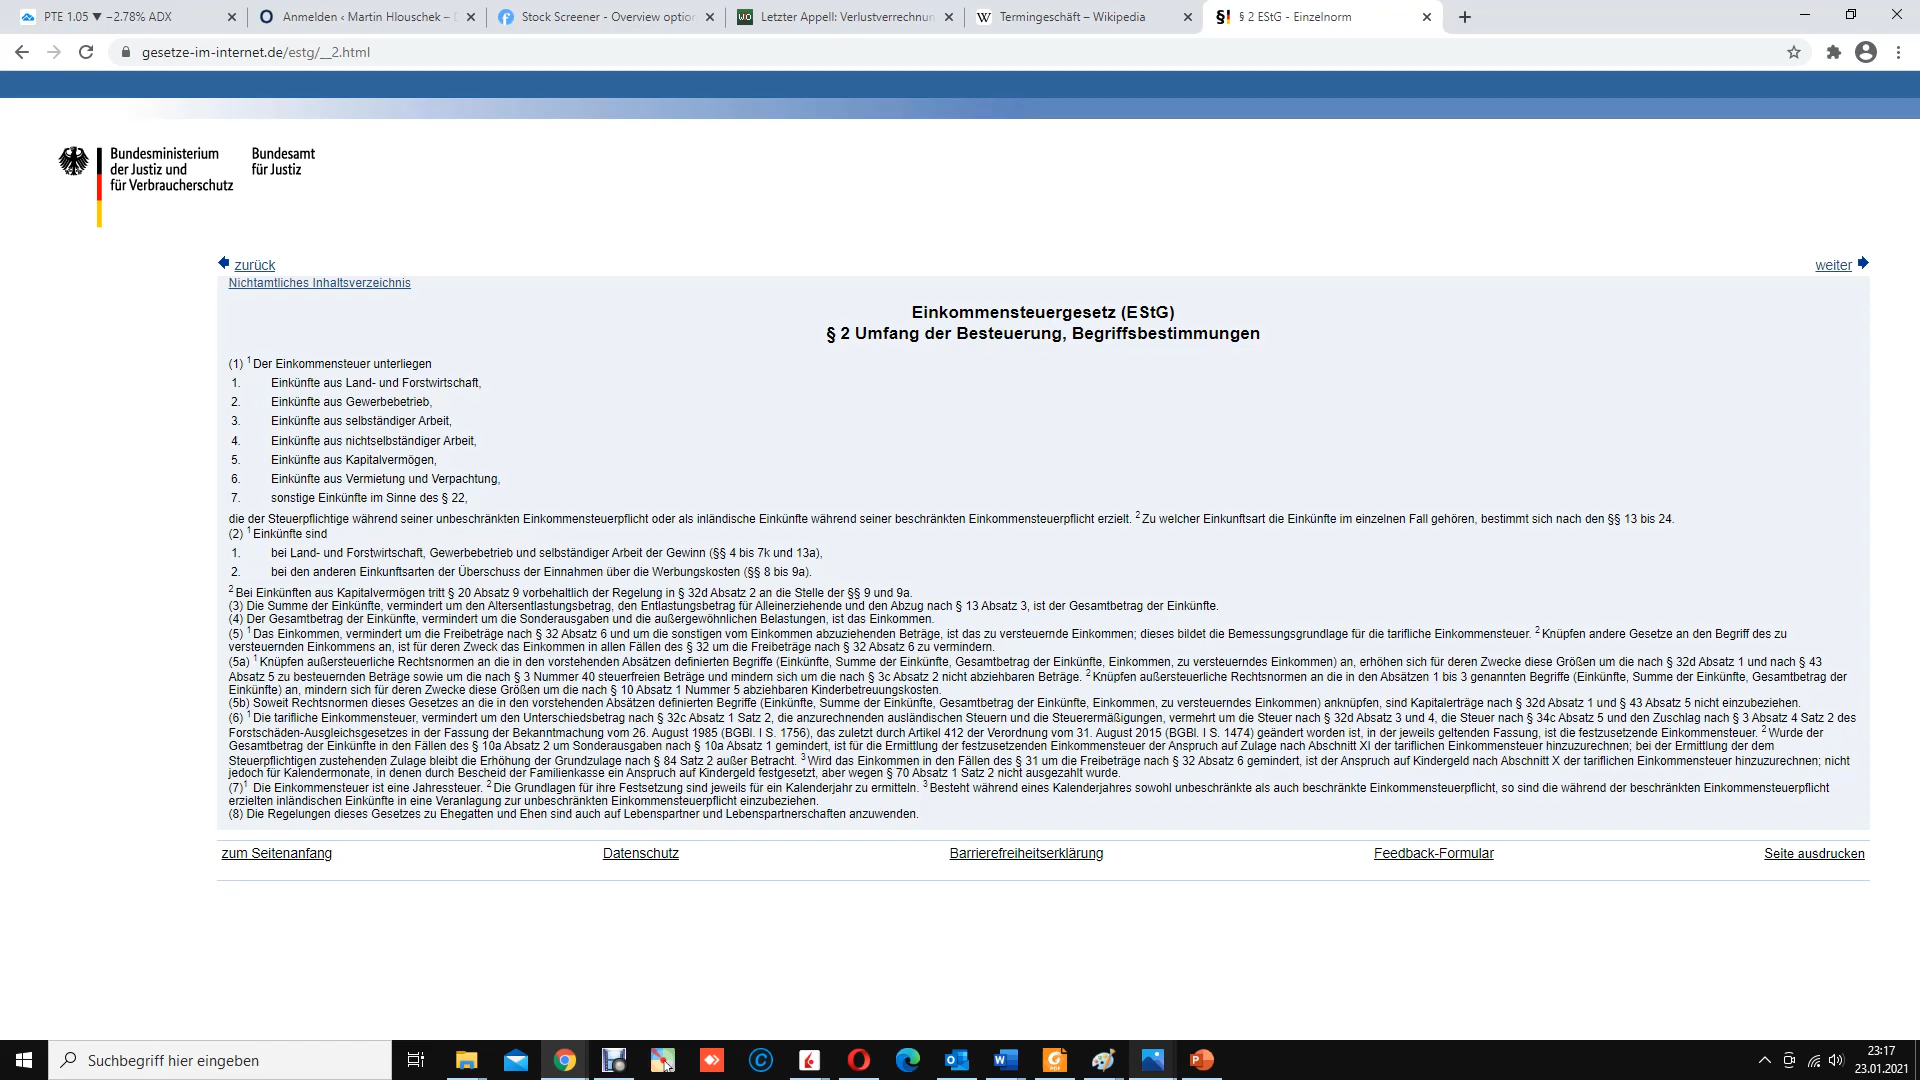 PTE 1.05 ▼ −2.78% ADX
Anmelden ‹ Martin Hlouschek –
Stock Screener - Overview option
Letzter Appell: Verlustverrechnun
Termingeschäft – Wikipedia
§ 2 EStG - Einzelnorm
gesetze-im-internet.de/estg/__2.html
Bundesministerium
der Justiz und
für Verbraucherschutz
Bundesamt
für Justiz
zurück
weiter
Nichtamtliches Inhaltsverzeichnis
Einkommensteuergesetz (EStG)
§ 2 Umfang der Besteuerung, Begriffsbestimmungen
(1) 1 Der Einkommensteuer unterliegen
1. Einkünfte aus Land- und Forstwirtschaft,
2. Einkünfte aus Gewerbebetrieb,
3. Einkünfte aus selbständiger Arbeit,
4. Einkünfte aus nichtselbständiger Arbeit,
5. Einkünfte aus Kapitalvermögen,
6. Einkünfte aus Vermietung und Verpachtung,
7. sonstige Einkünfte im Sinne des § 22,
die der Steuerpflichtige während seiner unbeschränkten Einkommensteuerpflicht oder als inländische Einkünfte während seiner beschränkten Einkommensteuerpflicht erzielt. 2 Zu welcher Einkunftsart die Einkünfte im einzelnen Fall gehören, bestimmt sich nach den §§ 13 bis 24.
(2) 1 Einkünfte sind
1. bei Land- und Forstwirtschaft, Gewerbebetrieb und selbständiger Arbeit der Gewinn (§§ 4 bis 7k und 13a),
2. bei den anderen Einkunftsarten der Überschuss der Einnahmen über die Werbungskosten (§§ 8 bis 9a).
2 Bei Einkünften aus Kapitalvermögen tritt § 20 Absatz 9 vorbehaltlich der Regelung in § 32d Absatz 2 an die Stelle der §§ 9 und 9a.
(3) Die Summe der Einkünfte, vermindert um den Altersentlastungsbetrag, den Entlastungsbetrag für Alleinerziehende und den Abzug nach § 13 Absatz 3, ist der Gesamtbetrag der Einkünfte.
(4) Der Gesamtbetrag der Einkünfte, vermindert um die Sonderausgaben und die außergewöhnlichen Belastungen, ist das Einkommen.
(5) 1 Das Einkommen, vermindert um die Freibeträge nach § 32 Absatz 6 und um die sonstigen vom Einkommen abzuziehenden Beträge, ist das zu versteuernde Einkommen; dieses bildet die Bemessungsgrundlage für die tarifliche Einkommensteuer. 2 Knüpfen andere Gesetze an den Begriff des zu
versteuernden Einkommens an, ist für deren Zweck das Einkommen in allen Fällen des § 32 um die Freibeträge nach § 32 Absatz 6 zu vermindern.
(5a) 1 Knüpfen außersteuerliche Rechtsnormen an die in den vorstehenden Absätzen definierten Begriffe (Einkünfte, Summe der Einkünfte, Gesamtbetrag der Einkünfte, Einkommen, zu versteuerndes Einkommen) an, erhöhen sich für deren Zwecke diese Größen um die nach § 32d Absatz 1 und nach § 43
Absatz 5 zu besteuernden Beträge sowie um die nach § 3 Nummer 40 steuerfreien Beträge und mindern sich um die nach § 3c Absatz 2 nicht abziehbaren Beträge. 2 Knüpfen außersteuerliche Rechtsnormen an die in den Absätzen 1 bis 3 genannten Begriffe (Einkünfte, Summe der Einkünfte, Gesamtbetrag der
Einkünfte) an, mindern sich für deren Zwecke diese Größen um die nach § 10 Absatz 1 Nummer 5 abziehbaren Kinderbetreuungskosten.
(5b) Soweit Rechtsnormen dieses Gesetzes an die in den vorstehenden Absätzen definierten Begriffe (Einkünfte, Summe der Einkünfte, Gesamtbetrag der Einkünfte, Einkommen, zu versteuerndes Einkommen) anknüpfen, sind Kapitalerträge nach § 32d Absatz 1 und § 43 Absatz 5 nicht einzubeziehen.
(6) 1 Die tarifliche Einkommensteuer, vermindert um den Unterschiedsbetrag nach § 32c Absatz 1 Satz 2, die anzurechnenden ausländischen Steuern und die Steuerermäßigungen, vermehrt um die Steuer nach § 32d Absatz 3 und 4, die Steuer nach § 34c Absatz 5 und den Zuschlag nach § 3 Absatz 4 Satz 2 des
Forstschäden-Ausgleichsgesetzes in der Fassung der Bekanntmachung vom 26. August 1985 (BGBl. I S. 1756), das zuletzt durch Artikel 412 der Verordnung vom 31. August 2015 (BGBl. I S. 1474) geändert worden ist, in der jeweils geltenden Fassung, ist die festzusetzende Einkommensteuer. 2 Wurde der
Gesamtbetrag der Einkünfte in den Fällen des § 10a Absatz 2 um Sonderausgaben nach § 10a Absatz 1 gemindert, ist für die Ermittlung der festzusetzenden Einkommensteuer der Anspruch auf Zulage nach Abschnitt XI der tariflichen Einkommensteuer hinzuzurechnen; bei der Ermittlung der dem
Steuerpflichtigen zustehenden Zulage bleibt die Erhöhung der Grundzulage nach § 84 Satz 2 außer Betracht. 3 Wird das Einkommen in den Fällen des § 31 um die Freibeträge nach § 32 Absatz 6 gemindert, ist der Anspruch auf Kindergeld nach Abschnitt X der tariflichen Einkommensteuer hinzuzurechnen; nicht
jedoch für Kalendermonate, in denen durch Bescheid der Familienkasse ein Anspruch auf Kindergeld festgesetzt, aber wegen § 70 Absatz 1 Satz 2 nicht ausgezahlt wurde.
(7) 1 Die Einkommensteuer ist eine Jahressteuer. 2 Die Grundlagen für ihre Festsetzung sind jeweils für ein Kalenderjahr zu ermitteln. 3 Besteht während eines Kalenderjahres sowohl unbeschränkte als auch beschränkte Einkommensteuerpflicht, so sind die während der beschränkten Einkommensteuerpflicht
erzielten inländischen Einkünfte in eine Veranlagung zur unbeschränkten Einkommensteuerpflicht einzubeziehen.
(8) Die Regelungen dieses Gesetzes zu Ehegatten und Ehen sind auch auf Lebenspartner und Lebenspartnerschaften anzuwenden.
zum Seitenanfang
Datenschutz
Barrierefreiheitserklärung
Feedback-Formular
Seite ausdrucken
Suchbegriff hier eingeben
23:17
23.01.2021